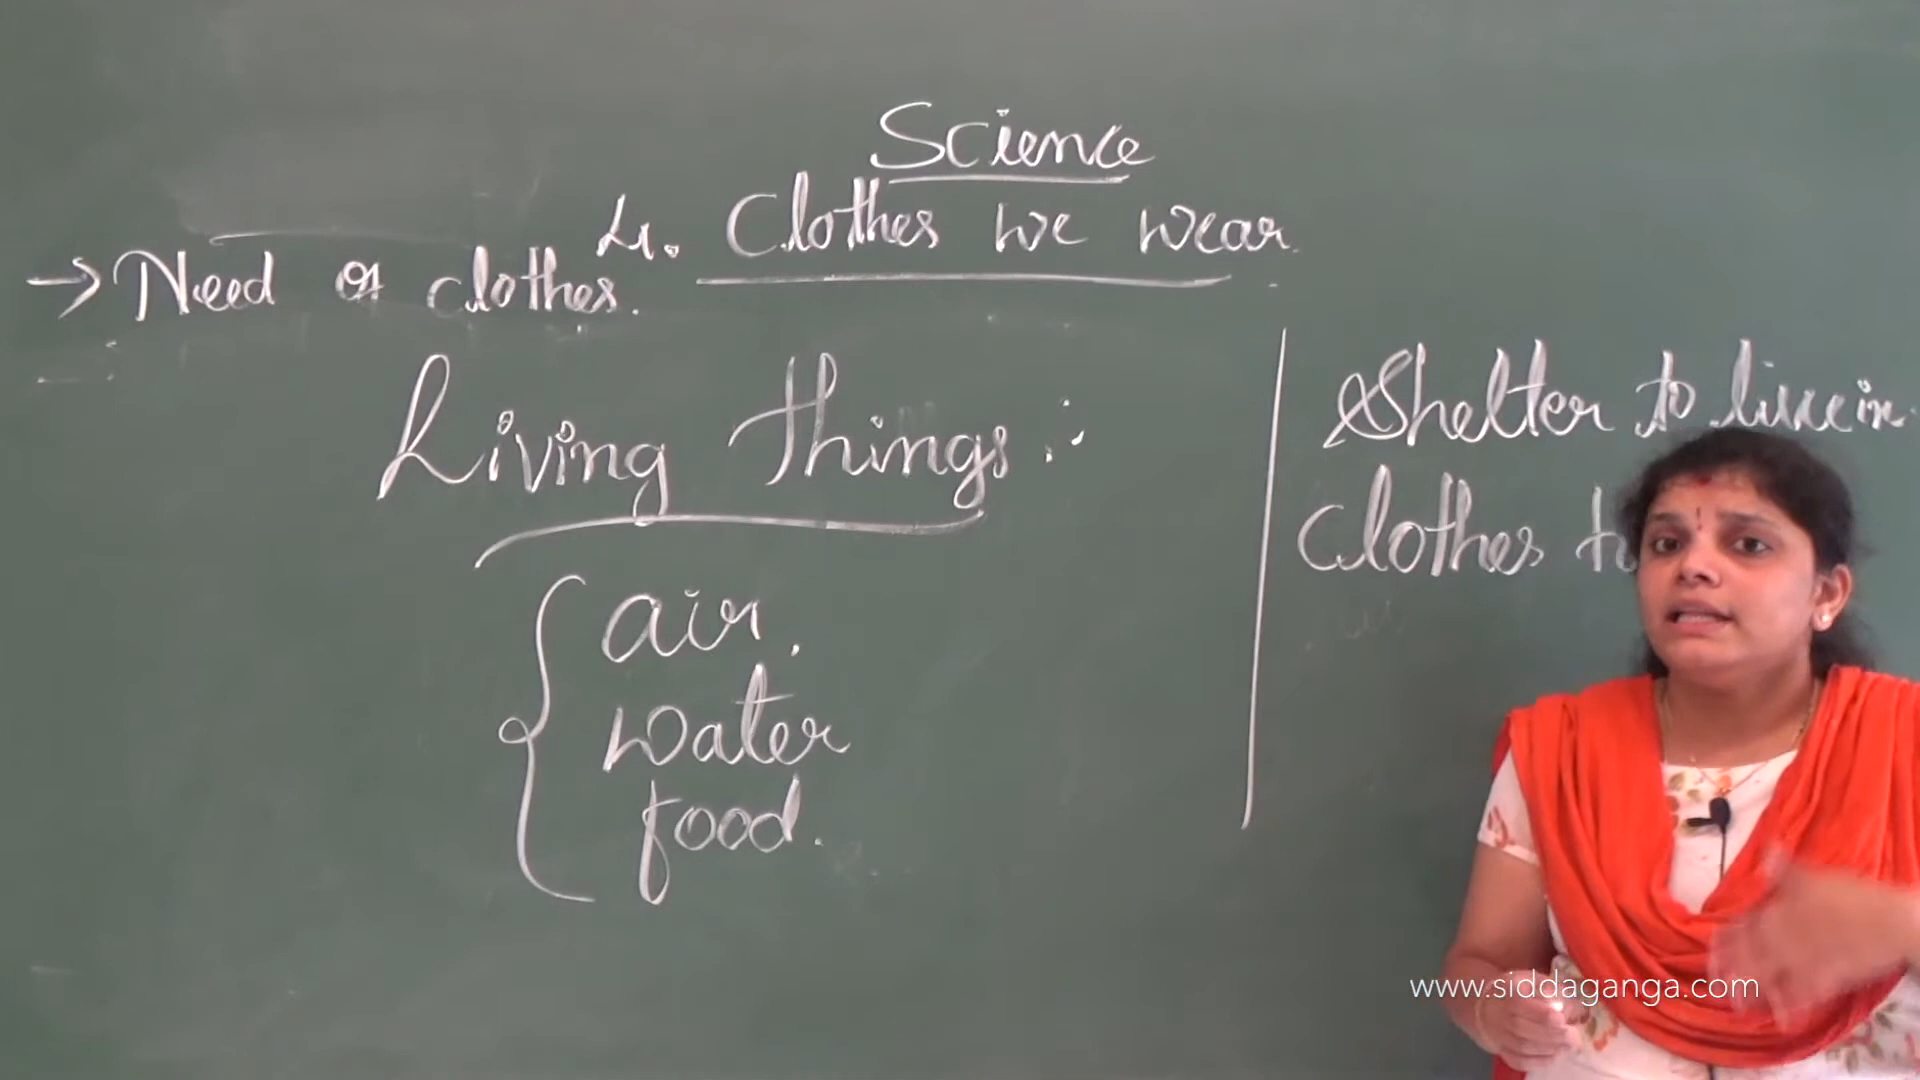 Science
4. Clothes we wear.
→ Need of clothes.
Living things :-
air.
water
food.
Shelter to live in.
Clothes to
www.siddaganga.com